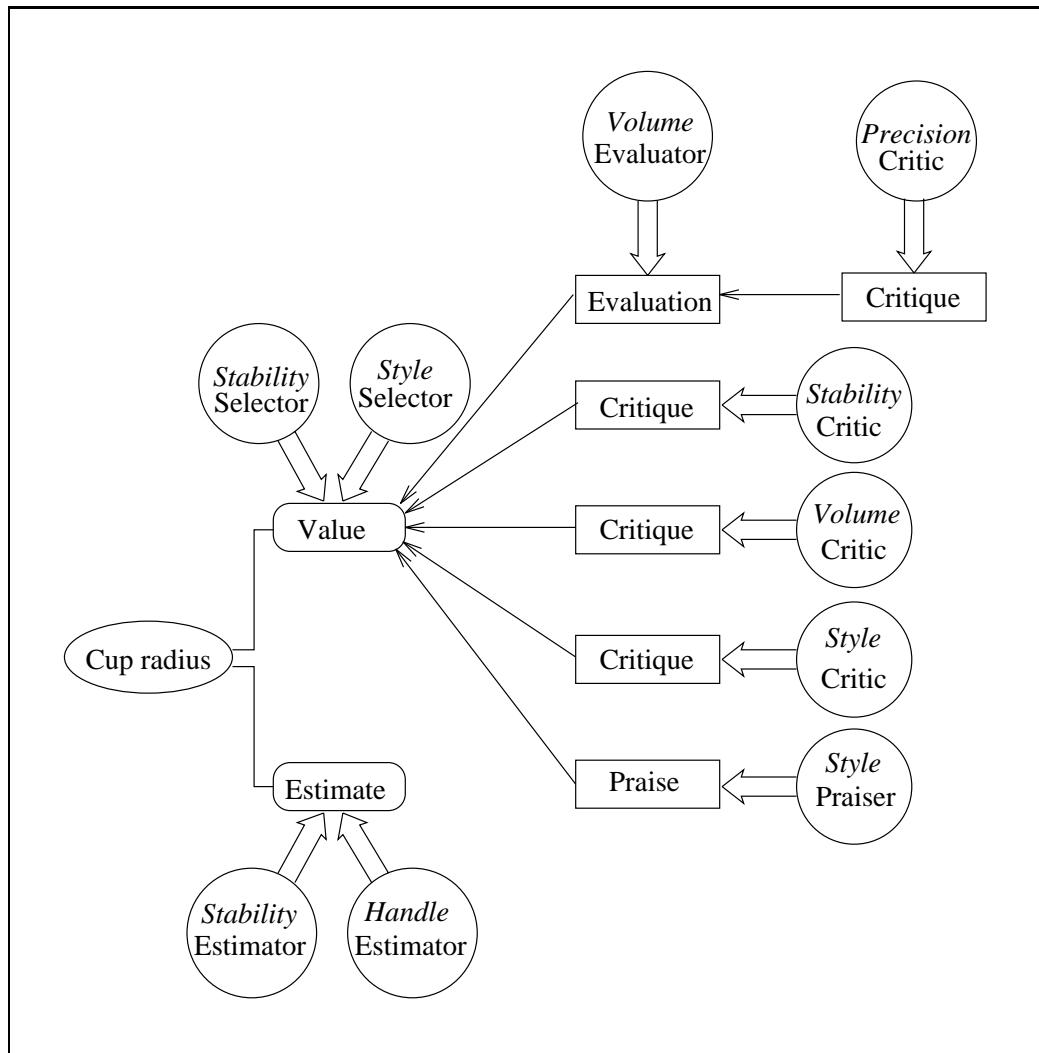 Volume
Evaluator
Precision
Critic
Evaluation
Critique
Stability
Selector
Style
Selector
Critique
Stability
Critic
Value
Critique
Volume
Critic
Cup radius
Critique
Style
Critic
Estimate
Praise
Style
Praiser
Stability
Estimator
Handle
Estimator